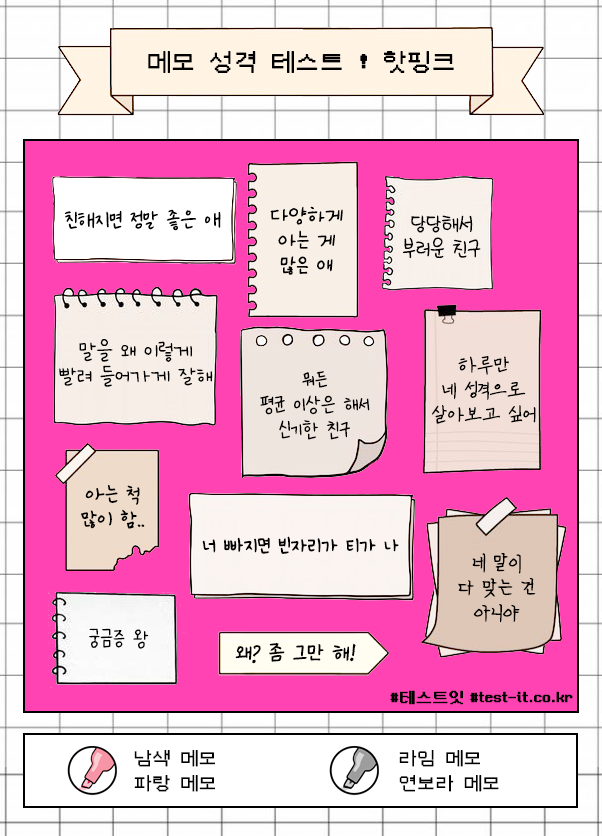 메모 성격 테스트 ! 핫핑크
친해지면 정말 좋은 애
다양하게
아는 게
많은 애
당당해서
부러운 친구
말을 왜 이렇게
빨려 들어가게 잘해
뭐든
평균 이상은 해서
신기한 친구
하루만
네 성격으로
살아보고 싶어
아는 척
많이 함..
너 빠지면 빈자리가 티가 나
네 말이
다 맞는 건
아니야
궁금증 왕
왜? 좀 그만 해!
#테스트잇 #test-it.co.kr
남색 메모
파랑 메모
라임 메모
연보라 메모